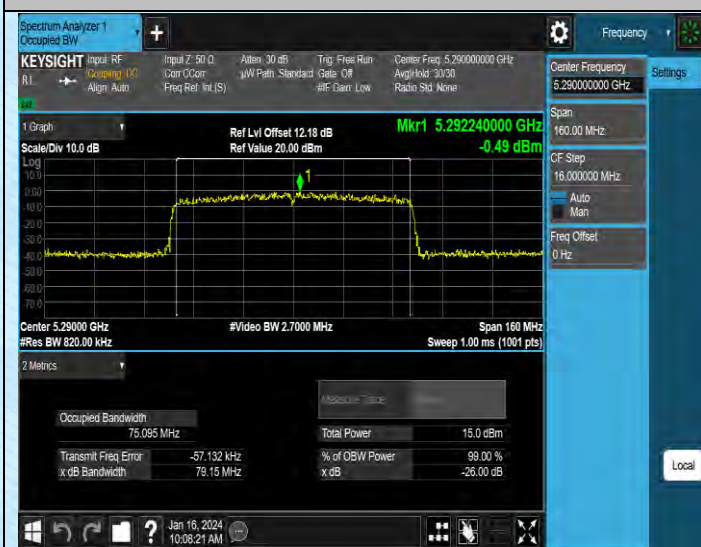 Spectrum Analyzer 1
Occupied BW
Frequency
KEYSIGHT Input: RF Input Z: 50 Ω Atten: 30 dB Trig: Free Run Center Freq: 5.290000000 GHz
RL Coupling: DC Corr CCorr µW Path: Standard Gate: Off Avg|Hold: 30/30
Align: Auto Freq Ref: Int (S) #IF Gain: Low Radio Std: None
Center Frequency
5.290000000 GHz
Settings
Span
160.00 MHz
CF Step
16.000000 MHz
Auto
Man
Freq Offset
0 Hz
1 Graph
Ref Lvl Offset 12.18 dB
Mkr1 5.292240000 GHz
Scale/Div 10.0 dB
Ref Value 20.00 dBm
-0.49 dBm
Log
10.0
0.00
-10.0
-20.0
-30.0
-40.0
-50.0
-60.0
-70.0
1
Center 5.29000 GHz #Video BW 2.7000 MHz Span 160 MHz
#Res BW 820.00 kHz Sweep 1.00 ms (1001 pts)
2 Metrics
Measure Trace
Occupied Bandwidth
75.095 MHz
Total Power 15.0 dBm
Transmit Freq Error -57.132 kHz
% of OBW Power 99.00 %
x dB Bandwidth 79.15 MHz
x dB -26.00 dB
Local
Jan 16, 2024
10:08:21 AM